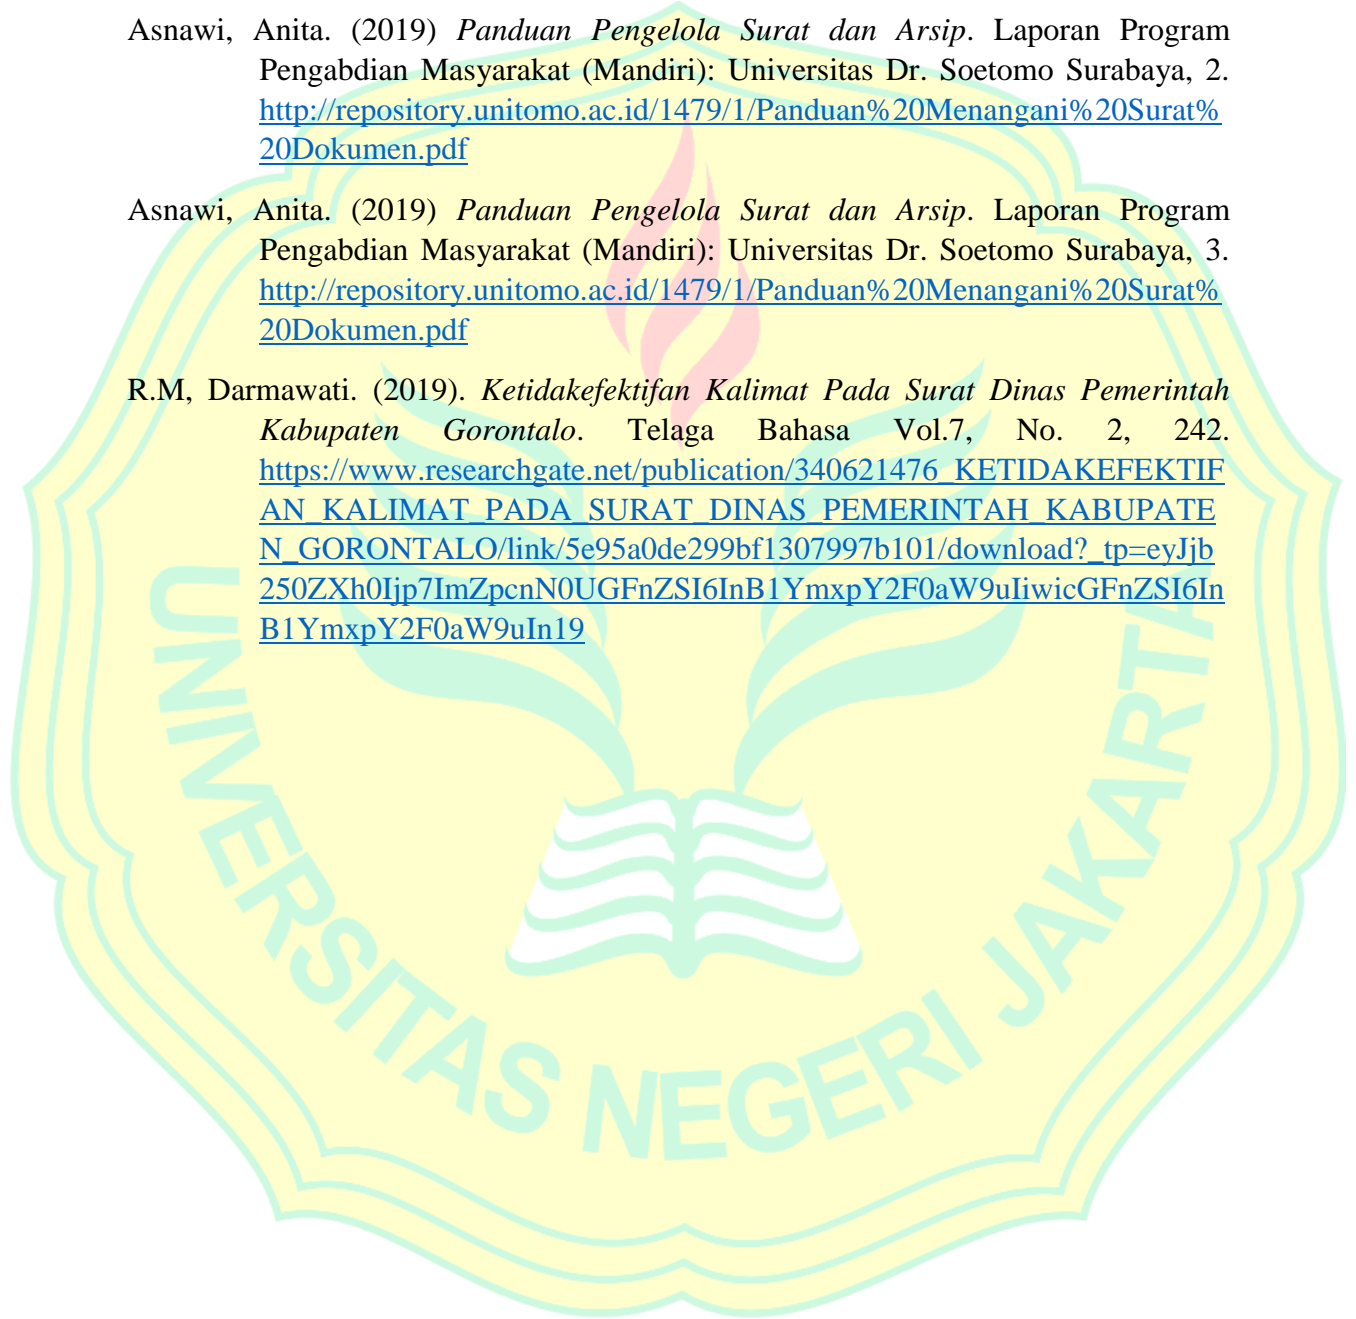 Asnawi, Anita. (2019) Panduan Pengelola Surat dan Arsip. Laporan Program
Pengabdian Masyarakat (Mandiri): Universitas Dr. Soetomo Surabaya, 2.
http://repository.unitomo.ac.id/1479/1/Panduan%20Menangani%20Surat%
20Dokumen.pdf
Asnawi, Anita. (2019) Panduan Pengelola Surat dan Arsip. Laporan Program
Pengabdian Masyarakat (Mandiri): Universitas Dr. Soetomo Surabaya, 3.
http://repository.unitomo.ac.id/1479/1/Panduan%20Menangani%20Surat%
20Dokumen.pdf
R.M, Darmawati. (2019). Ketidakefektifan Kalimat Pada Surat Dinas Pemerintah
Kabupaten Gorontalo. Telaga Bahasa Vol.7, No. 2, 242.
https://www.researchgate.net/publication/340621476_KETIDAKEFEKTIF
AN_KALIMAT_PADA_SURAT_DINAS_PEMERINTAH_KABUPATE
N_GORONTALO/link/5e95a0de299bf1307997b101/download?_tp=eyJjb
250ZXh0Ijp7ImZpcnN0UGFnZSI6InB1YmxpY2F0aW9uIiwicGFnZSI6In
B1YmxpY2F0aW9uIn19
UNIVERSITAS NEGERI JAKARTA